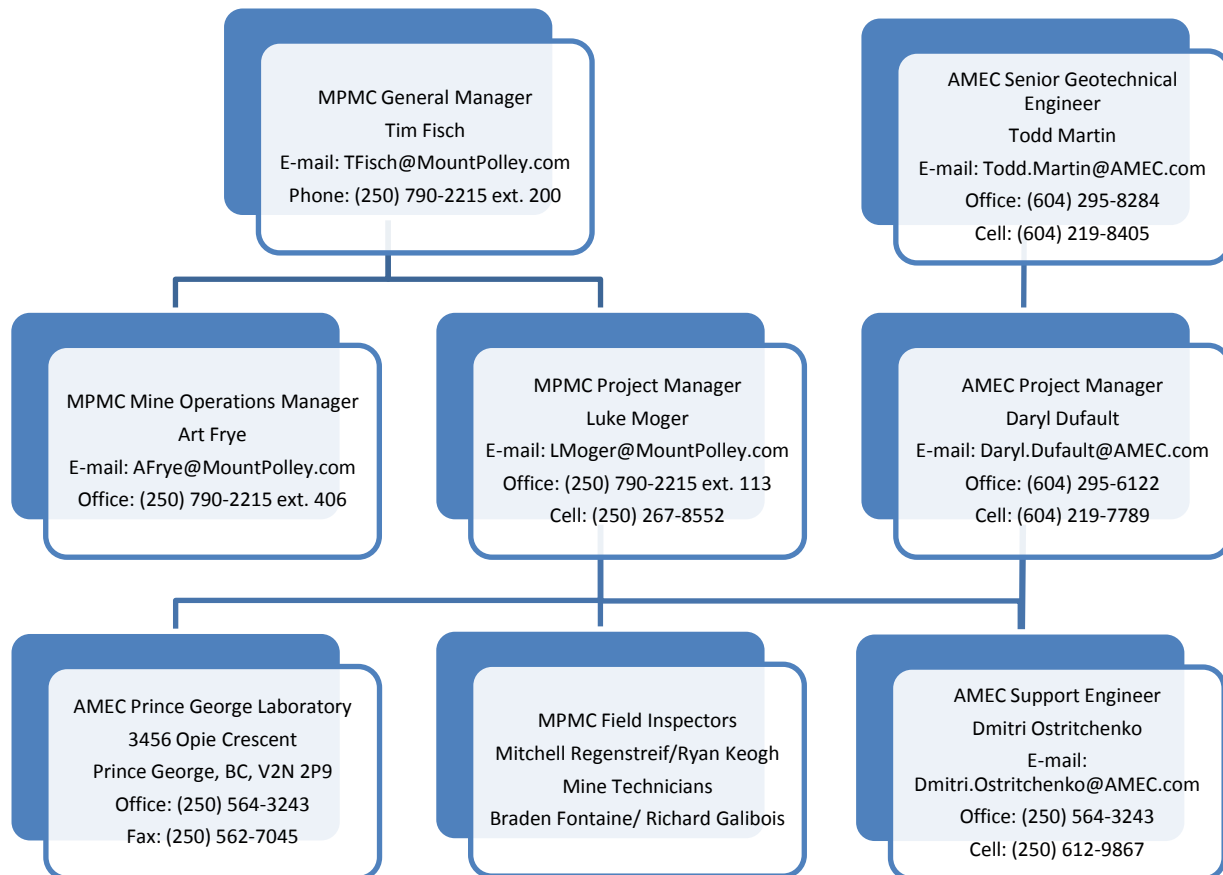 MPMC General Manager
Tim Fisch
E-mail: TFisch@MountPolley.com
Phone: (250) 790-2215 ext. 200
AMEC Senior Geotechnical
Engineer
Todd Martin
E-mail: Todd.Martin@AMEC.com
Office: (604) 295-8284
Cell: (604) 219-8405
MPMC Mine Operations Manager
Art Frye
E-mail: AFrye@MountPolley.com
Office: (250) 790-2215 ext. 406
MPMC Project Manager
Luke Moger
E-mail: LMoger@MountPolley.com
Office: (250) 790-2215 ext. 113
Cell: (250) 267-8552
AMEC Project Manager
Daryl Dufault
E-mail: Daryl.Dufault@AMEC.com
Office: (604) 295-6122
Cell: (604) 219-7789
AMEC Prince George Laboratory
3456 Opie Crescent
Prince George, BC, V2N 2P9
Office: (250) 564-3243
Fax: (250) 562-7045
MPMC Field Inspectors
Mitchell Regenstreif/Ryan Keogh
Mine Technicians
Braden Fontaine/ Richard Galibois
AMEC Support Engineer
Dmitri Ostritchenko
E-mail:
Dmitri.Ostritchenko@AMEC.com
Office: (250) 564-3243
Cell: (250) 612-9867